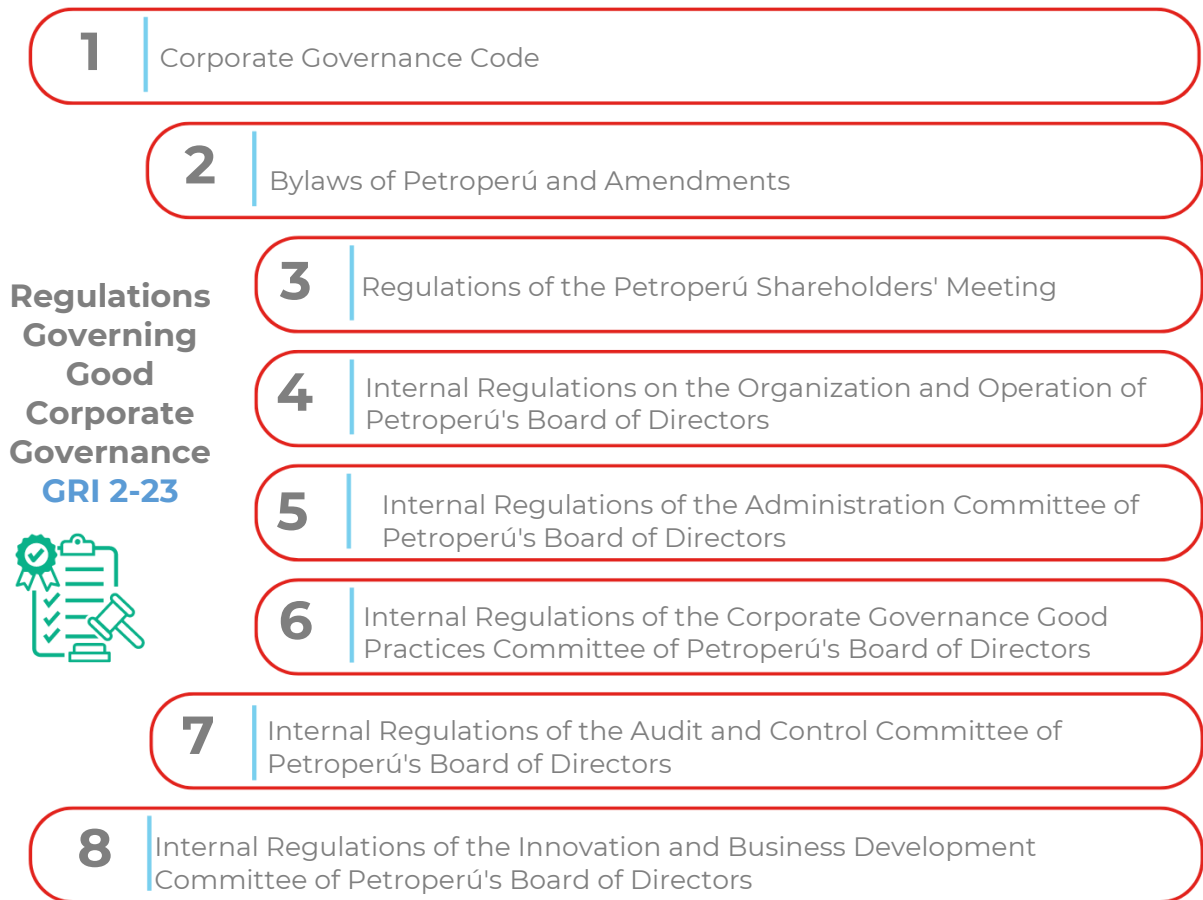 1
Corporate Governance Code
2
Bylaws of Petroperú and Amendments
Regulations
Governing
Good
Corporate
Governance
GRI 2-23
3
Regulations of the Petroperú Shareholders' Meeting
4
Internal Regulations on the Organization and Operation of
Petroperú's Board of Directors
5
Internal Regulations of the Administration Committee of
Petroperú's Board of Directors
6
Internal Regulations of the Corporate Governance Good
Practices Committee of Petroperú's Board of Directors
7
Internal Regulations of the Audit and Control Committee of
Petroperú's Board of Directors
8
Internal Regulations of the Innovation and Business Development
Committee of Petroperú's Board of Directors